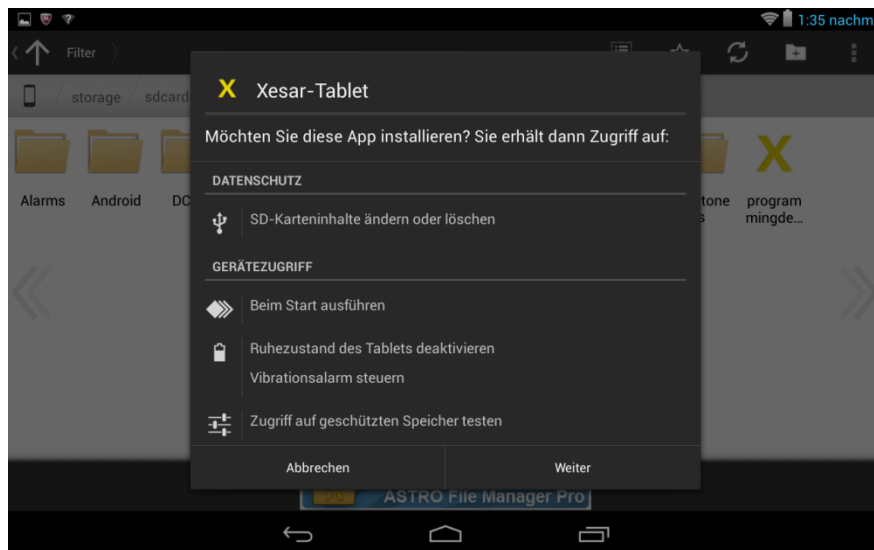 1:35 nachm
Filter
storage
sdcard
X Xesar-Tablet
Möchten Sie diese App installieren? Sie erhält dann Zugriff auf:
DATENSCHUTZ
SD-Karteninhalte ändern oder löschen
GERÄTEZUGRIFF
Beim Start ausführen
Ruhezustand des Tablets deaktivieren
Vibrationsalarm steuern
Zugriff auf geschützten Speicher testen
Abbrechen
Weiter
Alarms
Android
DC
tone
s
program
mingde...
ASTRO File Manager Pro